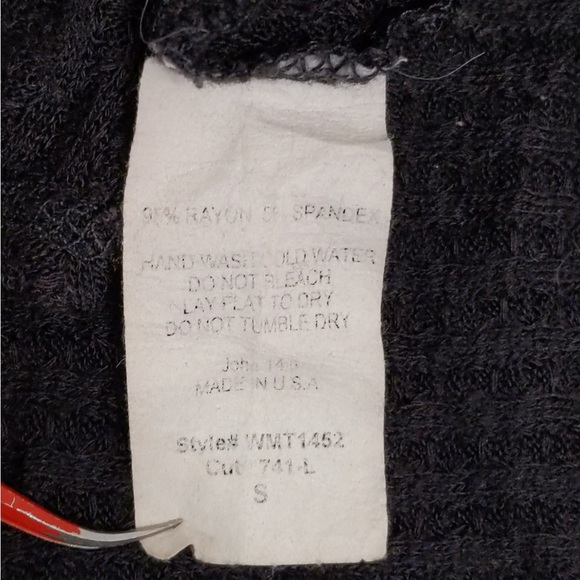 95% RAYON 5% SPANDEX
HAND WASH COLD WATER
DO NOT BLEACH
LAY FLAT TO DRY
DO NOT TUMBLE DRY
John 14:6
MADE IN U.S.A
Style# WMT1452
Cut# 741-L
S